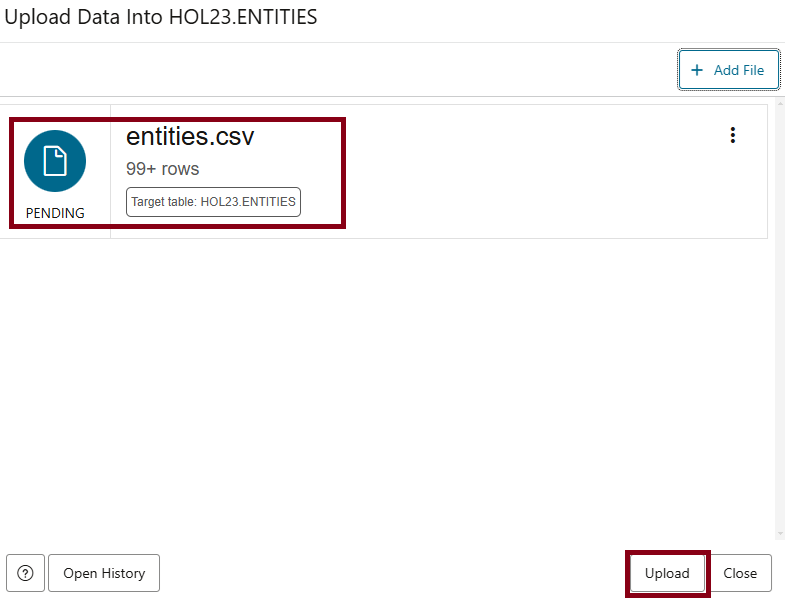 Upload Data Into HOL23.ENTITIES
+ Add File
entities.csv
99+ rows
Target table: HOL23.ENTITIES
PENDING
? Open History
Upload Close